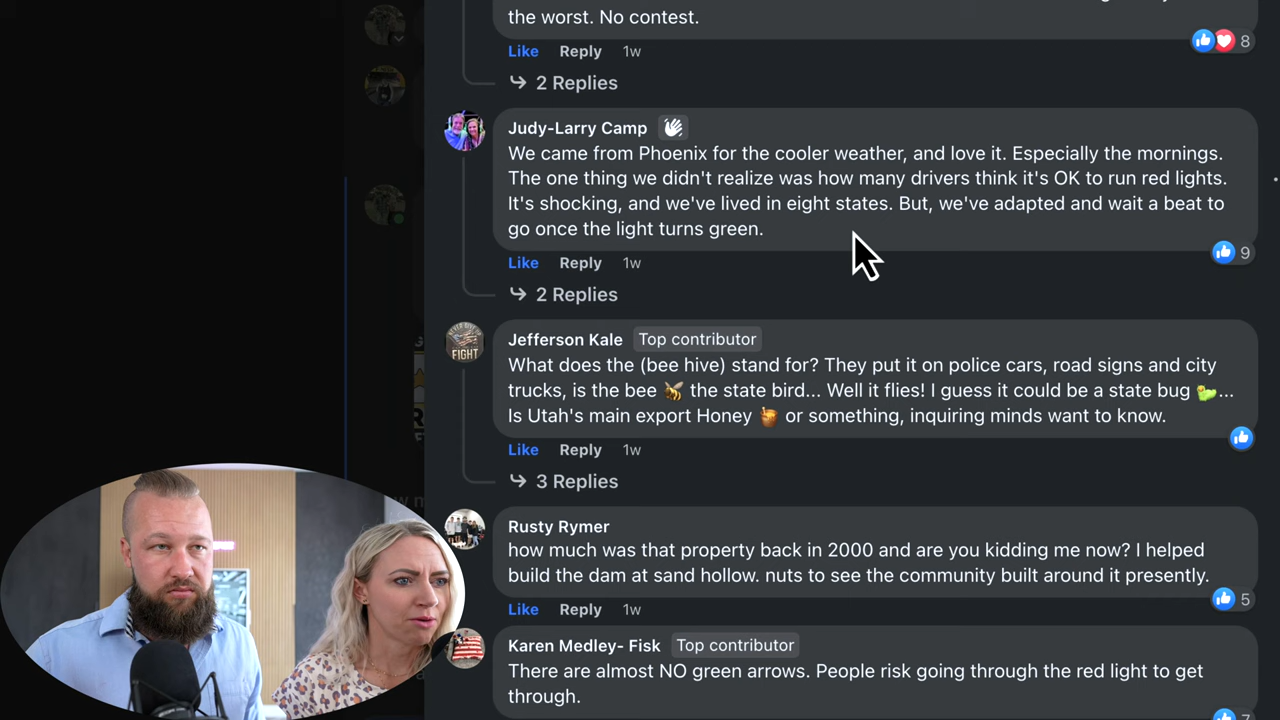 the worst. No contest.
Like Reply 1w
8
2 Replies
Judy-Larry Camp
We came from Phoenix for the cooler weather, and love it. Especially the mornings.
The one thing we didn't realize was how many drivers think it's OK to run red lights.
It's shocking, and we've lived in eight states. But, we've adapted and wait a beat to
go once the light turns green.
Like Reply 1w
9
2 Replies
Jefferson Kale Top contributor
What does the (bee hive) stand for? They put it on police cars, road signs and city
trucks, is the bee 🐝 the state bird... Well it flies! I guess it could be a state bug 🐛...
Is Utah's main export Honey 🍯 or something, inquiring minds want to know.
Like Reply 1w
3 Replies
FIGHT
Rusty Rymer
how much was that property back in 2000 and are you kidding me now? I helped
build the dam at sand hollow. nuts to see the community built around it presently.
Like Reply 1w
5
Karen Medley- Fisk Top contributor
There are almost NO green arrows. People risk going through the red light to get
through.
7